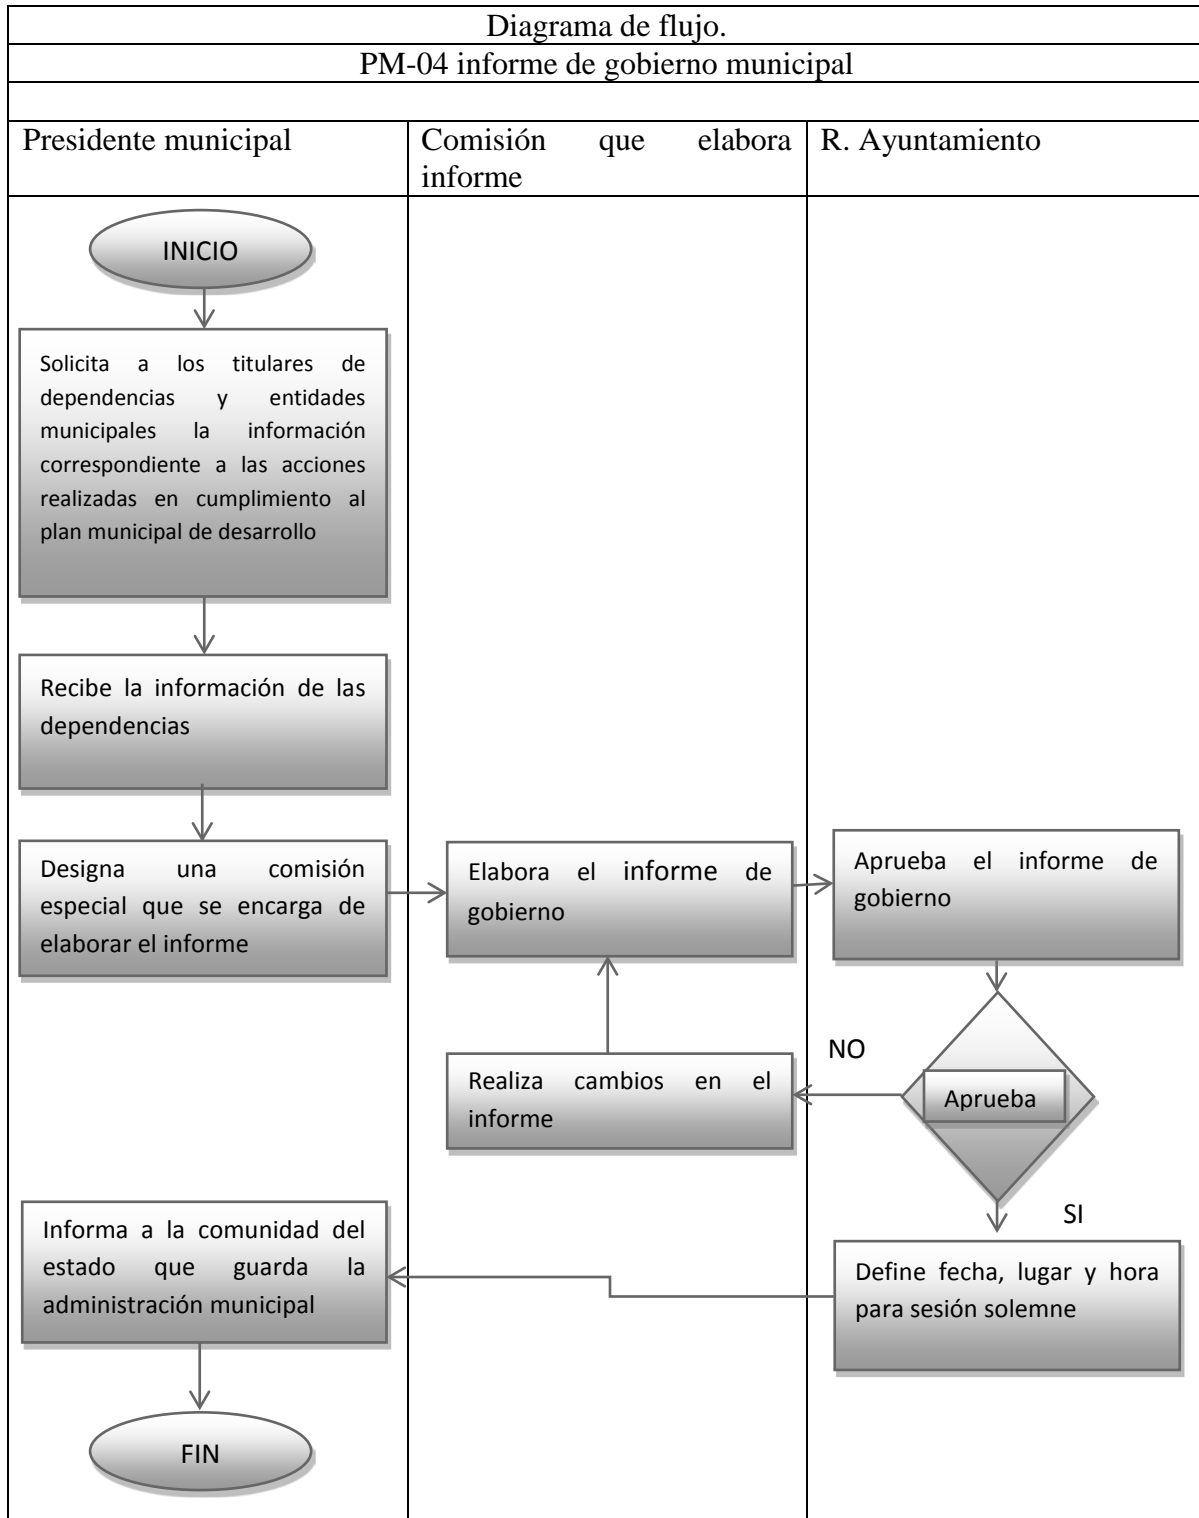 Diagrama de flujo.
PM-04 informe de gobierno municipal
Presidente municipal
Comisión que elabora
informe
R. Ayuntamiento
INICIO
Solicita a los titulares de
dependencias y entidades
municipales la información
correspondiente a las acciones
realizadas en cumplimiento al
plan municipal de desarrollo
Recibe la información de las
dependencias
Designa una comisión
especial que se encarga de
elaborar el informe
Elabora el informe de
gobierno
Aprueba el informe de
gobierno
Aprueba
NO
Realiza cambios en el
informe
SI
Define fecha, lugar y hora
para sesión solemne
Informa a la comunidad del
estado que guarda la
administración municipal
FIN